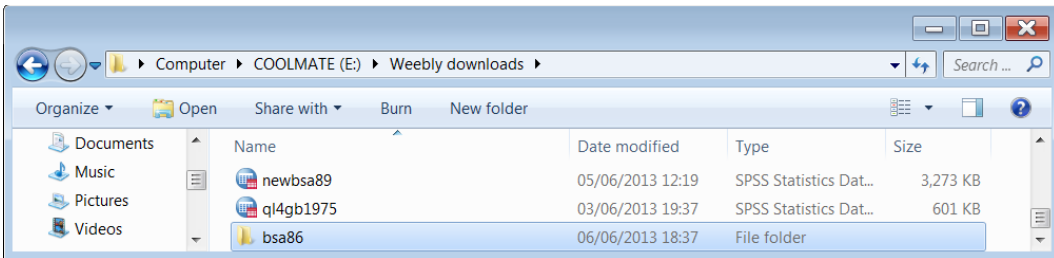 Computer COOLMATE (E:) Weebly downloads Search ...
Organize Open Share with Burn New folder
Documents Name Date modified Type Size
Music newbsa89 05/06/2013 12:19 SPSS Statistics Dat... 3,273 KB
Pictures ql4gb1975 03/06/2013 19:37 SPSS Statistics Dat... 601 KB
Videos bsa86 06/06/2013 18:37 File folder